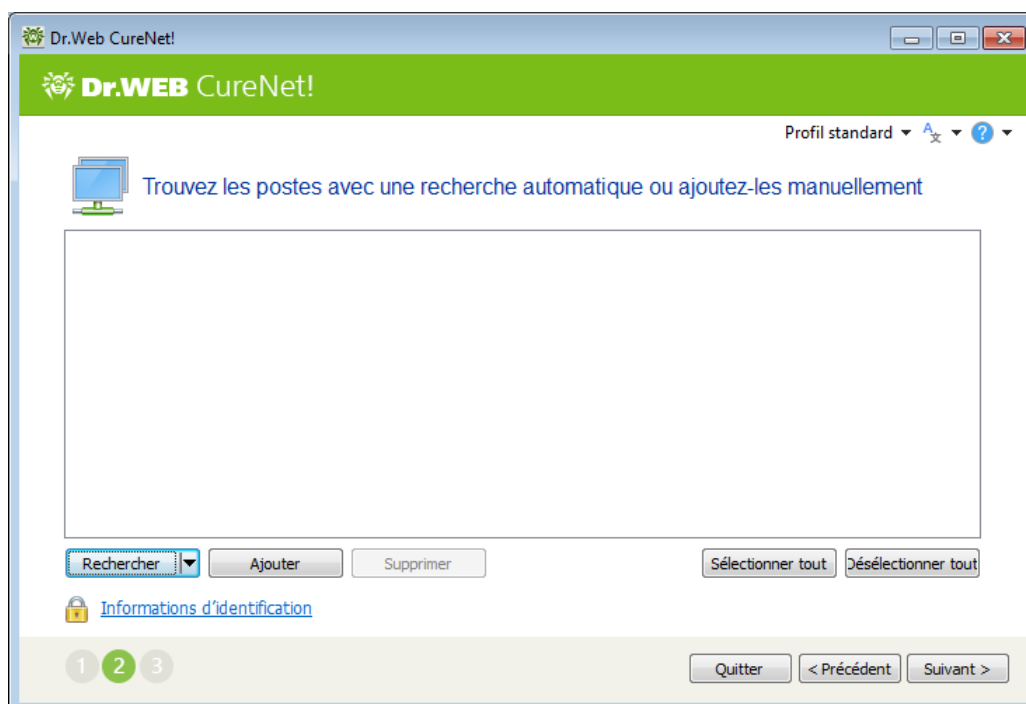 Dr.Web CureNet!
Dr.WEB CureNet!
Profil standard
Trouvez les postes avec une recherche automatique ou ajoutez-les manuellement
Rechercher Ajouter Supprimer Sélectionner tout Désélectionner tout
Informations d'identification
1 2 3 Quitter < Précédent Suivant >